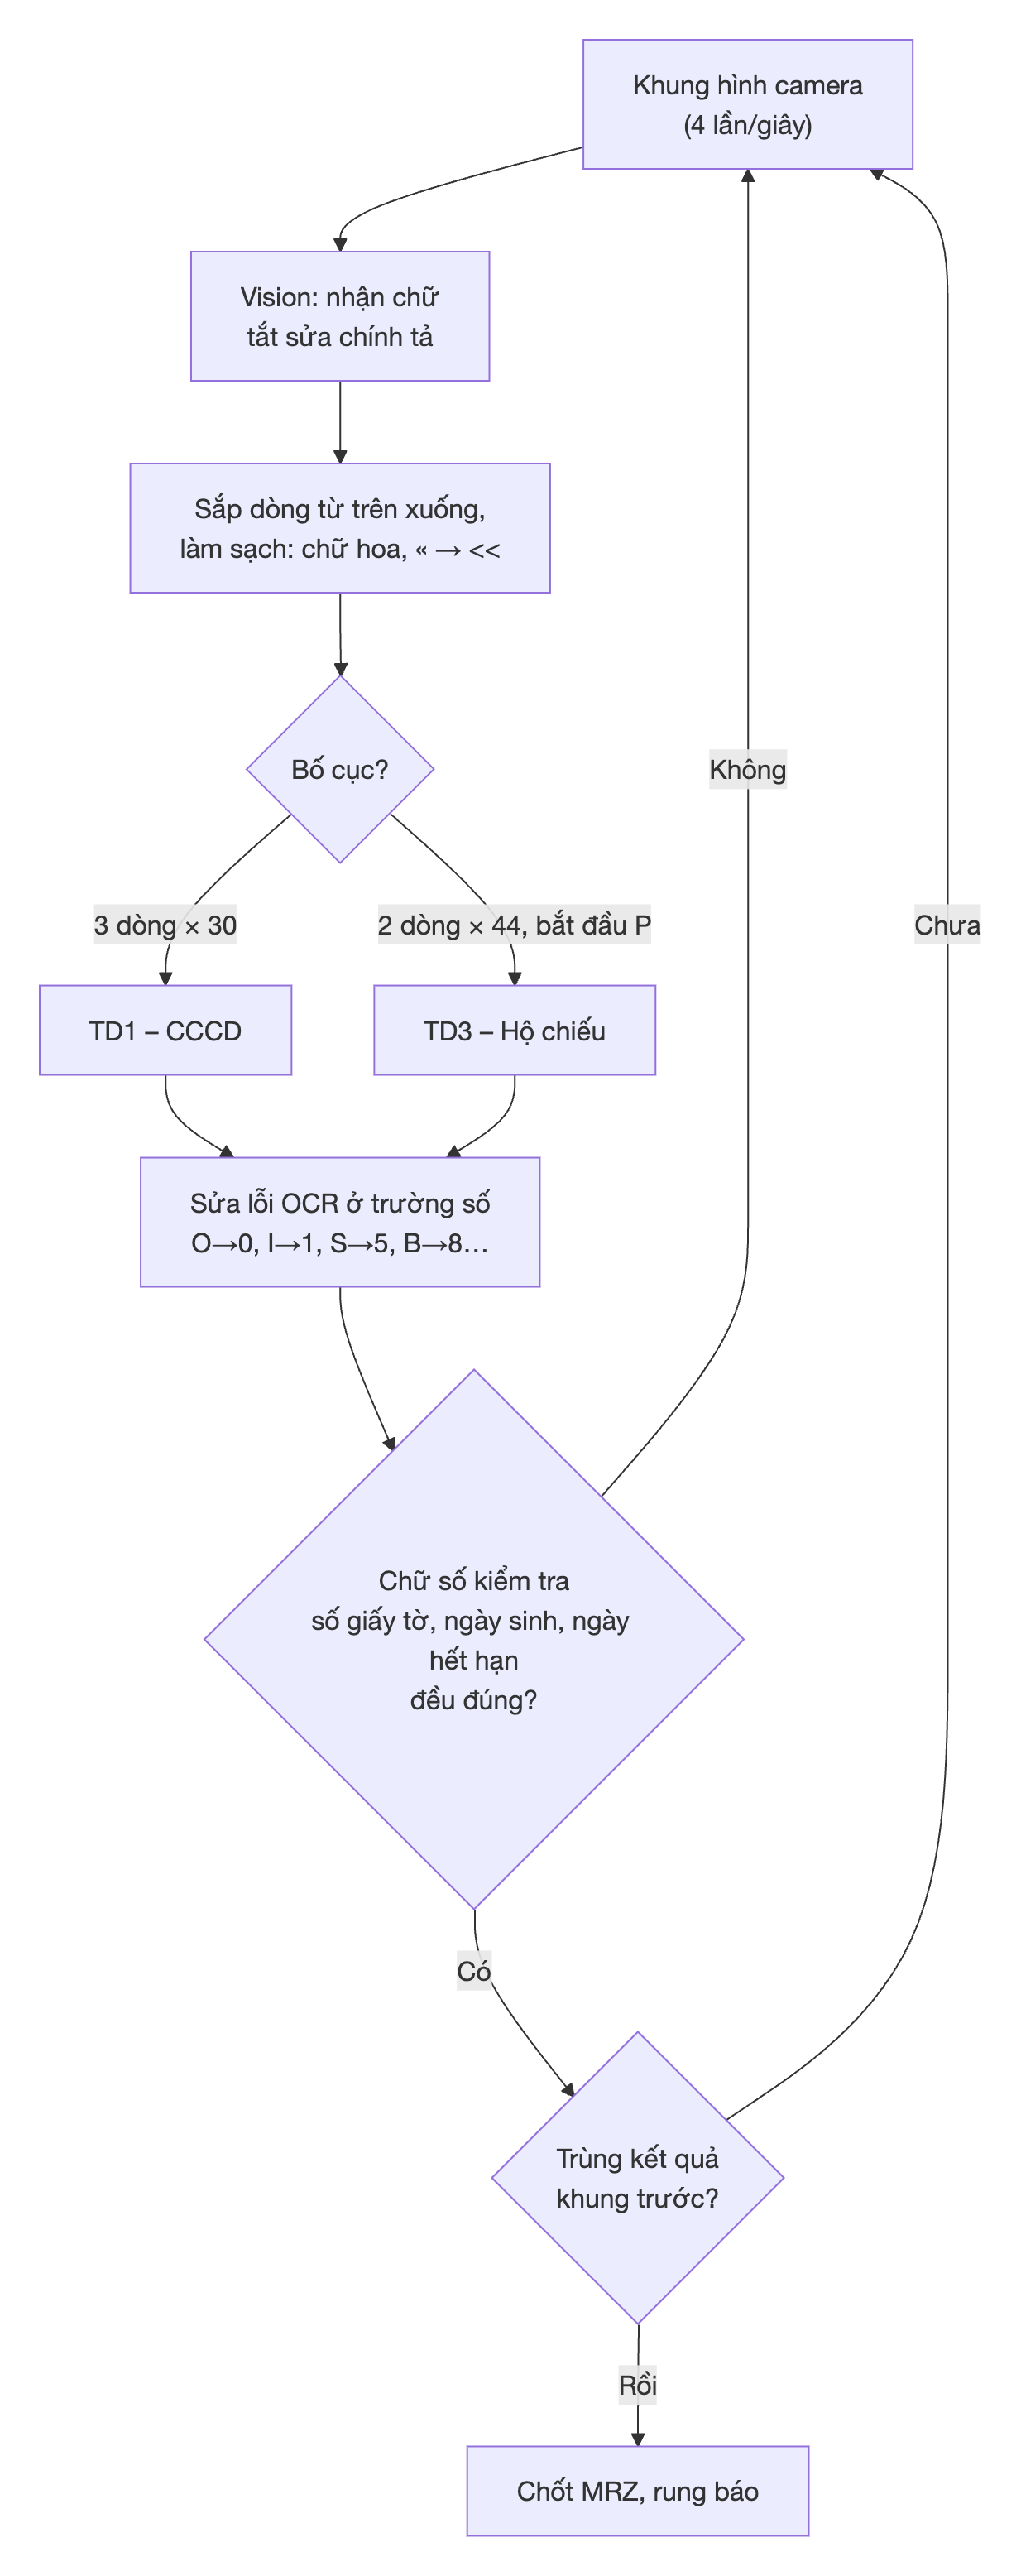 Khung hình camera
(4 lần/giây)
Vision: nhận chữ
tắt sửa chính tả
Sắp dòng từ trên xuống,
làm sạch: chữ hoa, « → <<
Bố cục?
Không
3 dòng × 30
2 dòng × 44, bắt đầu P
Chưa
TD1 – CCCD
TD3 – Hộ chiếu
Sửa lỗi OCR ở trường số
O→0, I→1, S→5, B→8…
Chữ số kiểm tra
số giấy tờ, ngày sinh, ngày
hết hạn
đều đúng?
Có
Trùng kết quả
khung trước?
Rồi
Chốt MRZ, rung báo